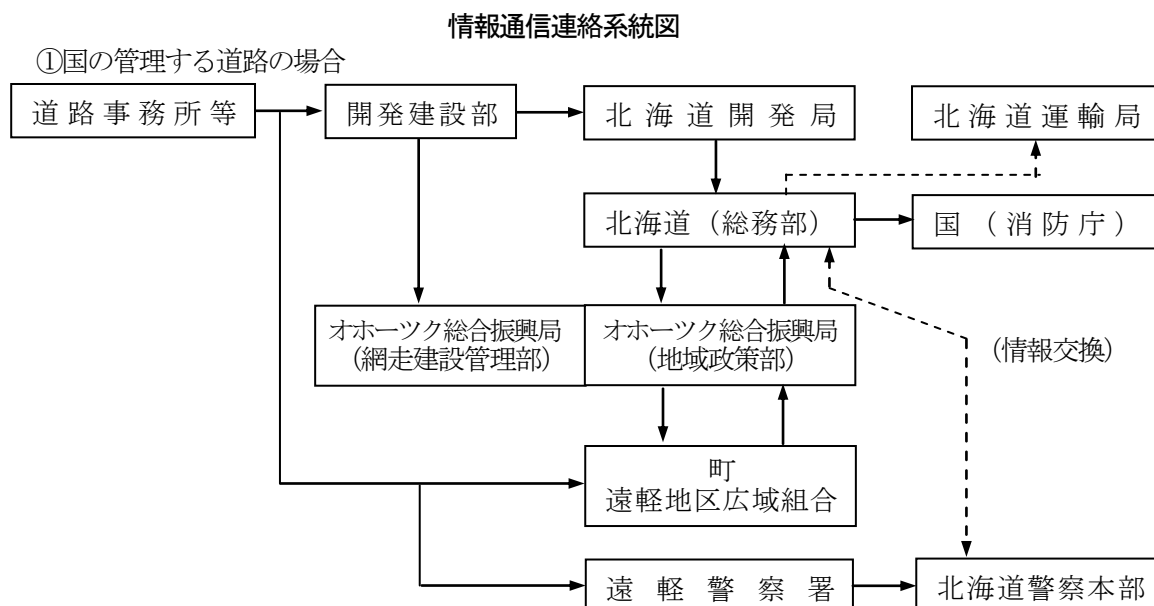 情報通信連絡系統図
①国の管理する道路の場合
道路事務所等
開発建設部
北海道開発局
北海道運輸局
北海道（総務部）
国（消防庁）
オホーツク総合振興局
（網走建設管理部）
オホーツク総合振興局
（地域政策部）
（情報交換）
町
遠軽地区広域組合
遠軽警察署
北海道警察本部